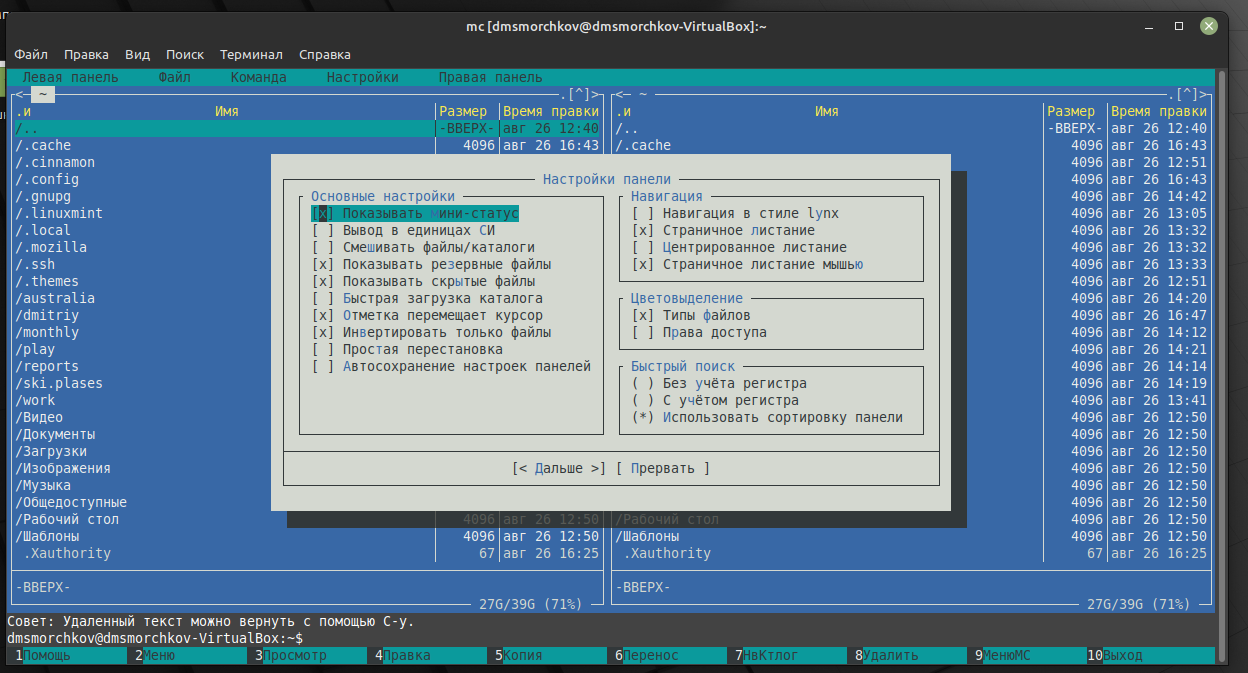 mc [dmsmorchkov@dmsmorchkov-VirtualBox]:~
Файл Правка Вид Поиск Терминал Справка
Левая панель Файл Команда Настройки Правая панель
<— ~ .[^]> <— ~ .[^]>
.и Имя Размер Время правки .и Имя Размер Время правки
/.. -ВВЕРХ- авг 26 12:40 /.. -ВВЕРХ- авг 26 12:40
/.cache 4096 авг 26 16:43 /.cache 4096 авг 26 16:43
/.cinnamon 4096 авг 26 12:51
/.config Настройки панели 4096 авг 26 16:43
/.gnupg Основные настройки Навигация 4096 авг 26 14:42
/.linuxmint [x] Показывать мини-статус [ ] Навигация в стиле lynx 4096 авг 26 13:05
/.local [ ] Вывод в единицах СИ [x] Страничное листание 4096 авг 26 13:32
/.mozilla [ ] Смешивать файлы/каталоги [ ] Центрированное листание 4096 авг 26 13:32
/.ssh [x] Показывать резервные файлы [x] Страничное листание мышью 4096 авг 26 13:33
/.themes [x] Показывать скрытые файлы 4096 авг 26 12:51
/australia [ ] Быстрая загрузка каталога Цветовыделение 4096 авг 26 14:20
/dmitriy [x] Отметка перемещает курсор [x] Типы файлов 4096 авг 26 16:47
/monthly [x] Инвертировать только файлы [ ] Права доступа 4096 авг 26 14:12
/play [ ] Простая перестановка 4096 авг 26 14:21
/reports [ ] Автосохранение настроек панелей Быстрый поиск 4096 авг 26 14:14
/ski.plases ( ) Без учёта регистра 4096 авг 26 14:19
/work ( ) С учётом регистра 4096 авг 26 13:41
/Видео (*) Использовать сортировку панели 4096 авг 26 12:50
/Документы 4096 авг 26 12:50
/Загрузки 4096 авг 26 12:50
/Изображения [< Дальше >] [ Прервать ] 4096 авг 26 12:50
/Музыка 4096 авг 26 12:50
/Общедоступные 4096 авг 26 12:50
/Рабочий стол 4096 авг 26 12:50 /Рабочий стол 4096 авг 26 12:50
/Шаблоны 4096 авг 26 12:50 /Шаблоны 4096 авг 26 12:50
.Xauthority 67 авг 26 16:25 .Xauthority 67 авг 26 16:25
-ВВЕРХ- -ВВЕРХ-
27G/39G (71%) 27G/39G (71%)
Совет: Удаленный текст можно вернуть с помощью C-y.
dmsmorchkov@dmsmorchkov-VirtualBox:~$
1Помощь 2Меню 3Просмотр 4Правка 5Копия 6Перенос 7НвКтлог 8Удалить 9МенюМС 10Выход